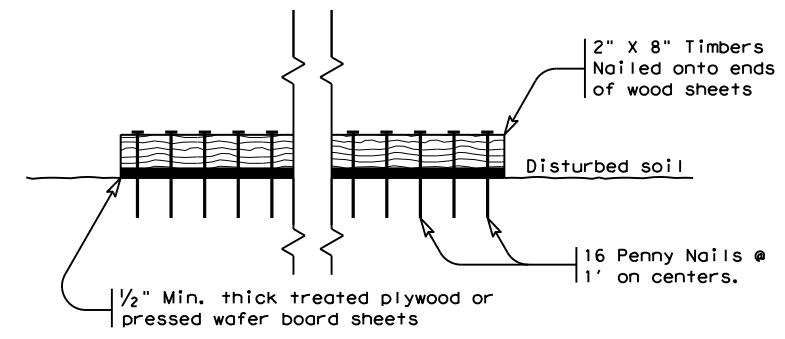 2" X 8" Timbers
Nailed onto ends
of wood sheets
Disturbed soil
16 Penny Nails @
1' on centers.
½" Min. thick treated plywood or
pressed wafer board sheets